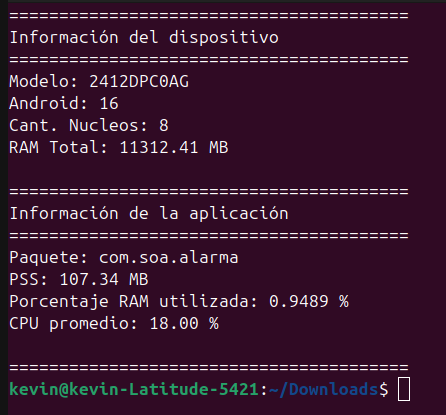 ========================================
Información del dispositivo
========================================
Modelo: 2412DPC0AG
Android: 16
Cant. Nucleos: 8
RAM Total: 11312.41 MB
========================================
Información de la aplicación
========================================
Paquete: com.soa.alarma
PSS: 107.34 MB
Porcentaje RAM utilizada: 0.9489 %
CPU promedio: 18.00 %
========================================
kevin@kevin-Latitude-5421:~/Downloads$